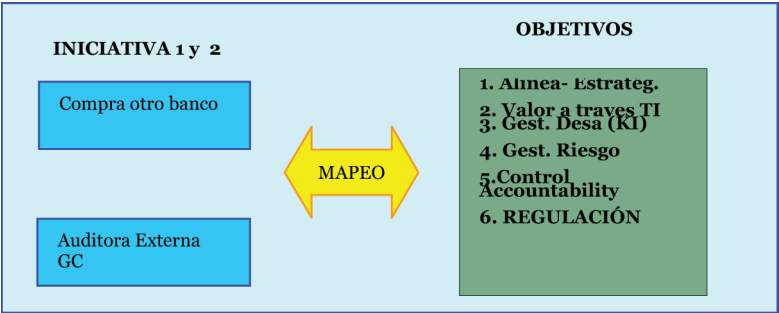 INICIATIVA 1 y 2
Compra otro banco
Auditora Externa
GC
MAPEO
OBJETIVOS
1. Alinea- Estrateg.
2. Valor a traves TI
3. Gest. Desa (KI)
4. Gest. Riesgo
5.Control
Accountability
6. REGULACIÓN